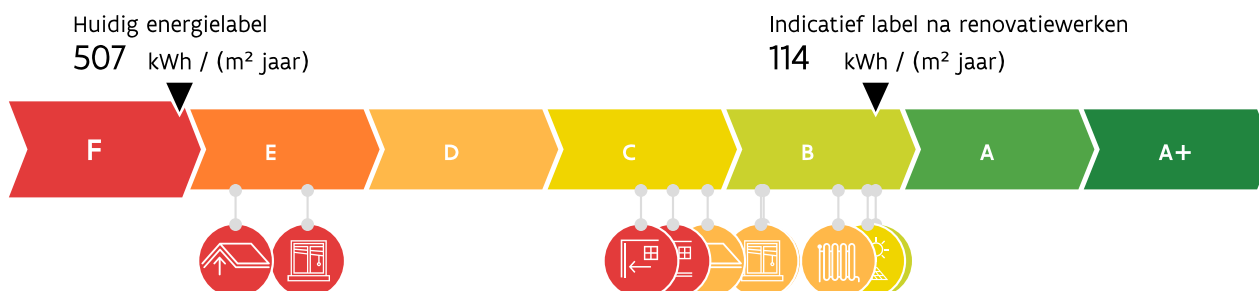 Huidig energielabel
507 kWh / (m² jaar)
Indicatief label na renovatiewerken
114 kWh / (m² jaar)
F E D C B A A+